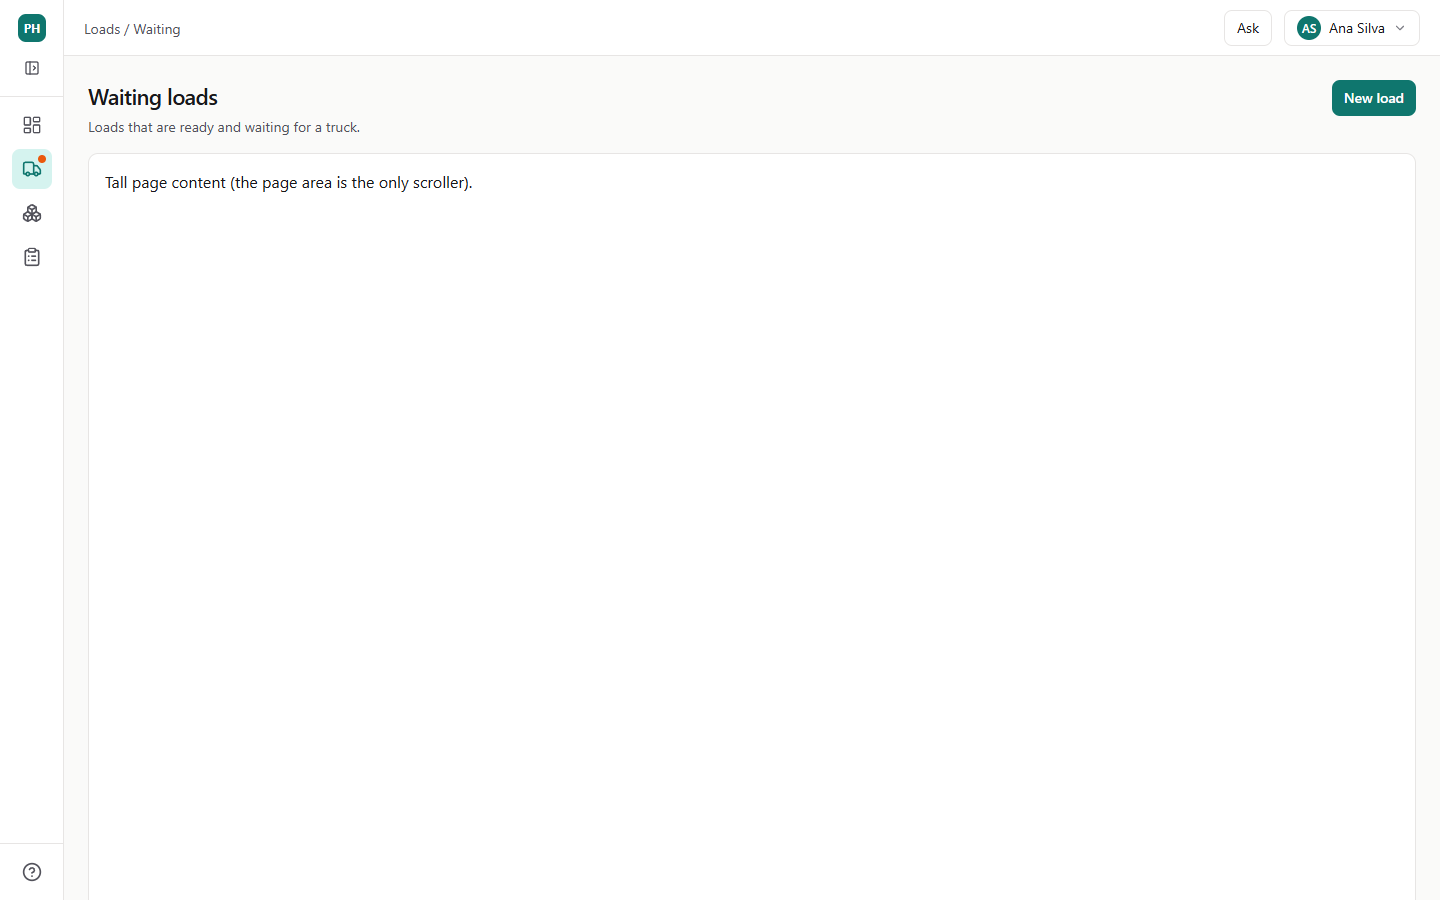 PH
Loads / Waiting
Ask
AS Ana Silva
Waiting loads
New load
Loads that are ready and waiting for a truck.
Tall page content (the page area is the only scroller).
?